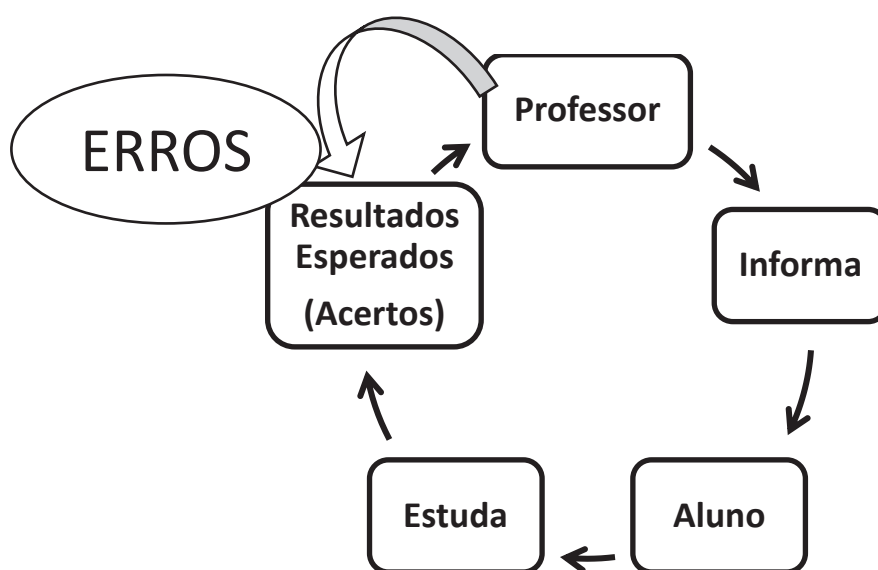 Professor
ERROS
Resultados
Esperados
(Acertos)
Informa
Estuda
Aluno